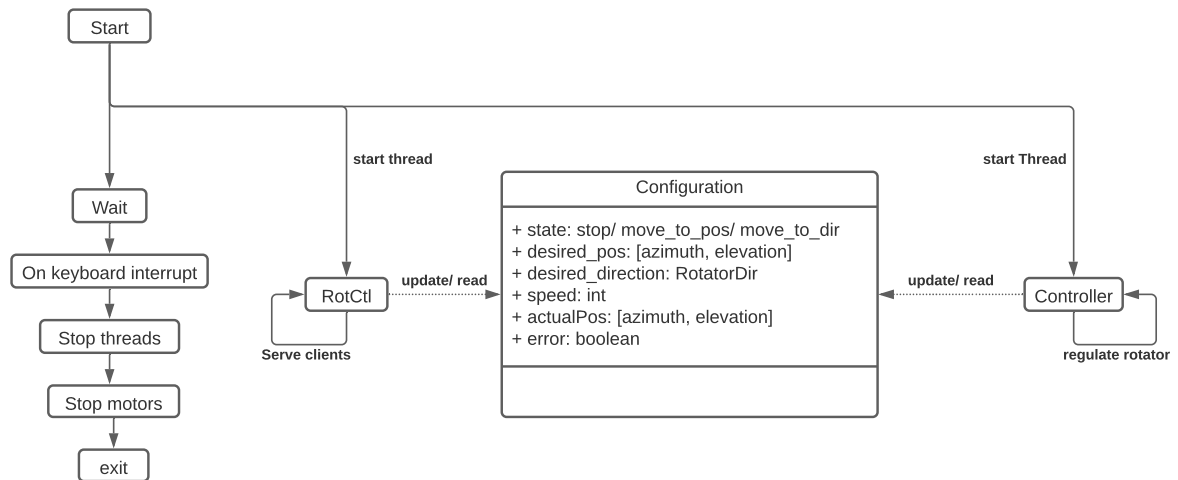 Start
start thread
start Thread
Configuration
Wait
+ state: stop/ move_to_pos/ move_to_dir
+ desired_pos: [azimuth, elevation]
On keyboard interrupt
+ desired_direction: RotatorDir
update/ read
update/ read
RotCtl
+ speed: int
Controller
+ actualPos: [azimuth, elevation]
Stop threads
+ error: boolean
Serve clients
regulate rotator
Stop motors
exit